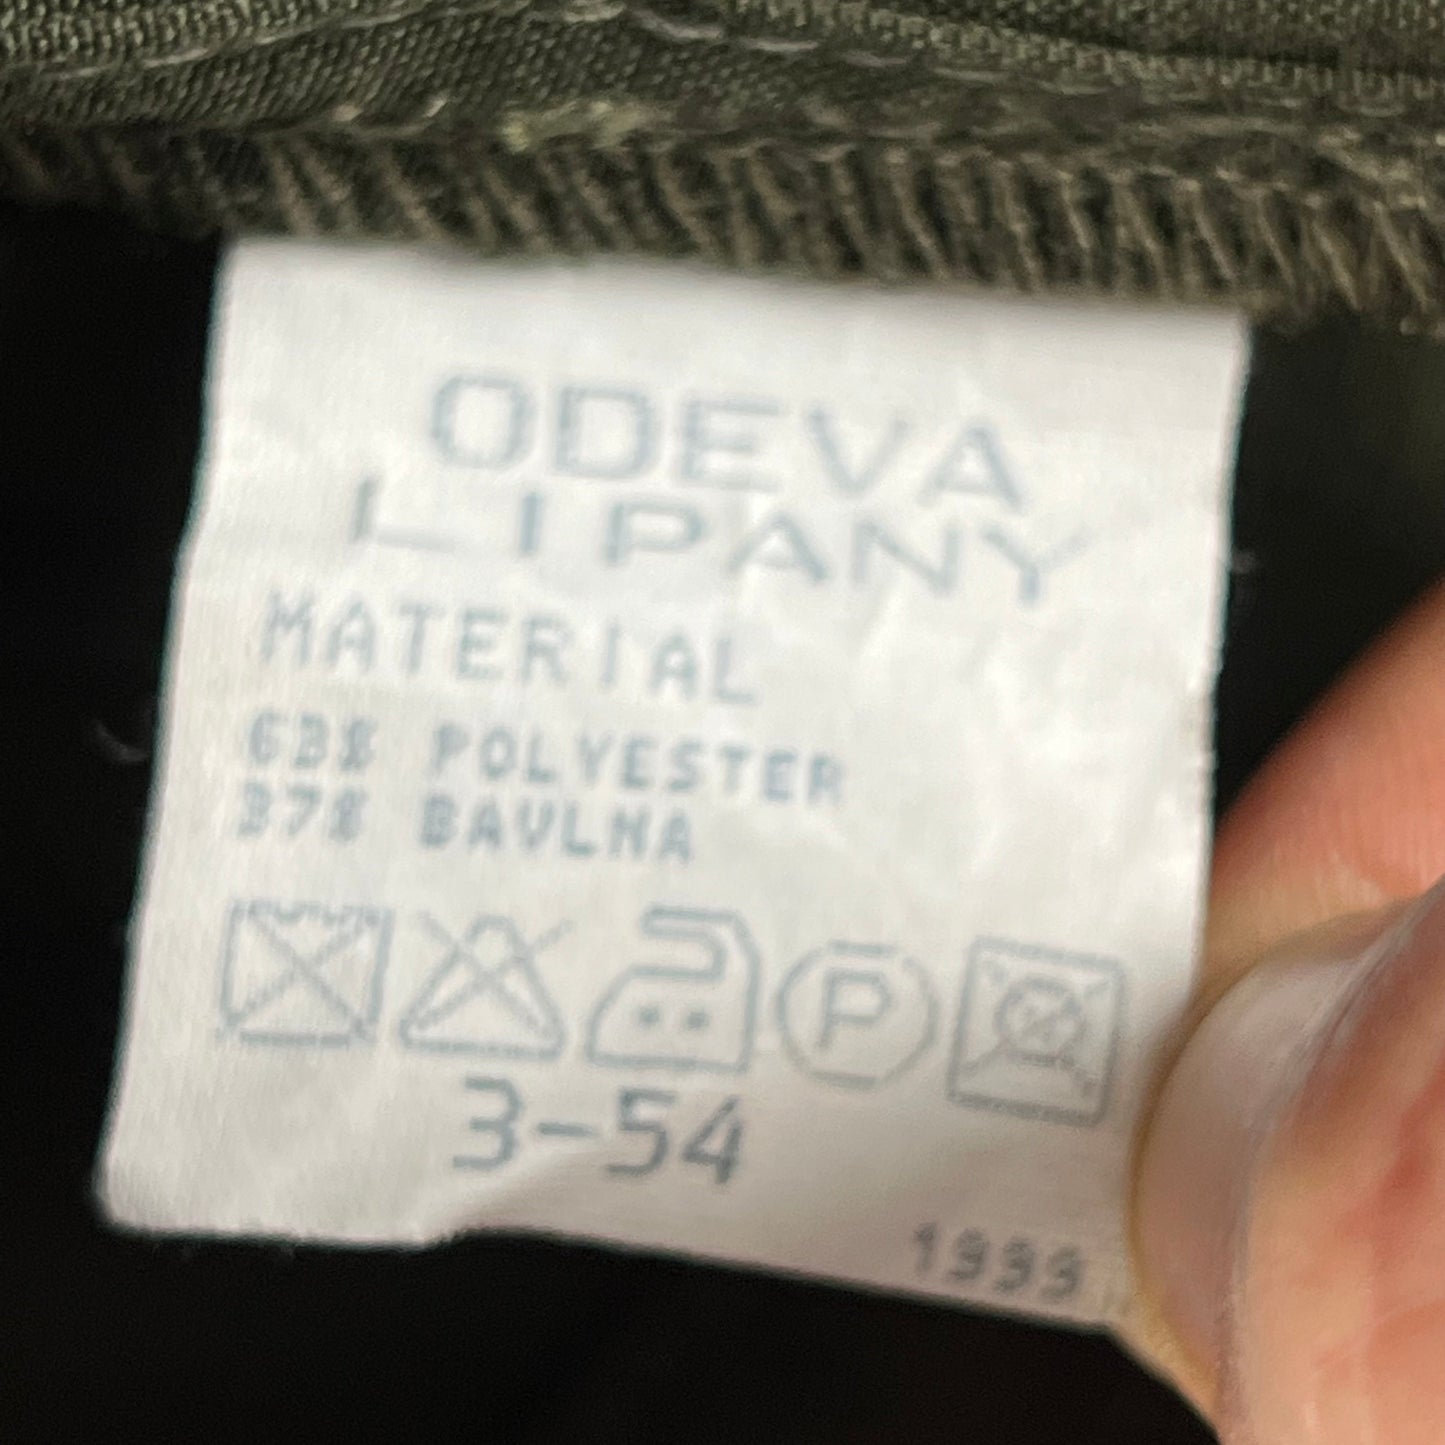 ODEVA
LIPANY
MATERIAL
63% POLYESTER
37% BAVLNA
P
3-54
1999